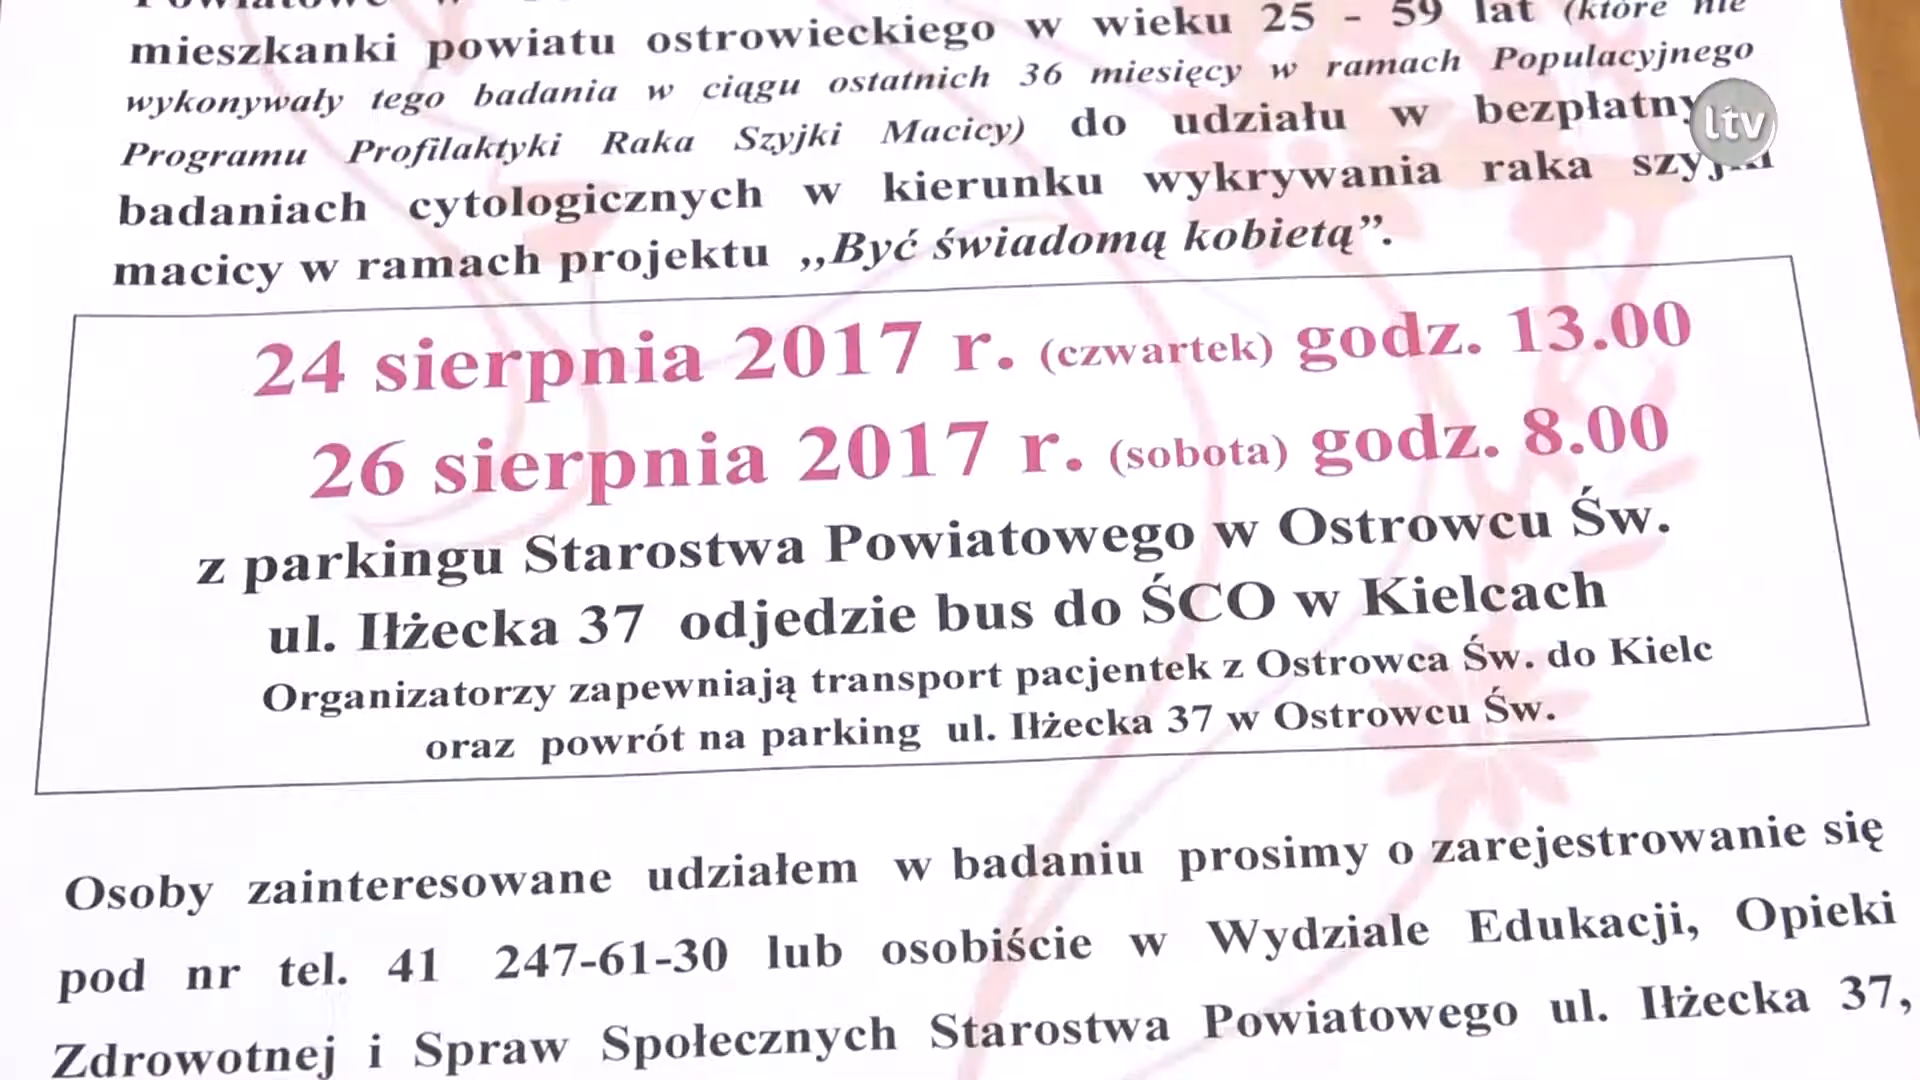 mieszkanki powiatu ostrowieckiego w wieku 25 - 59 lat (które nie
wykonywały tego badania w ciągu ostatnich 36 miesięcy w ramach Populacyjnego
Programu Profilaktyki Raka Szyjki Macicy) do udziału w bezpłatny
ltv
badaniach cytologicznych w kierunku wykrywania raka szyjki
macicy w ramach projektu „Być świadomą kobietą”.
24 sierpnia 2017 r. (czwartek) godz. 13.00
26 sierpnia 2017 r. (sobota) godz. 8.00
z parkingu Starostwa Powiatowego w Ostrowcu Św.
ul. Iłżecka 37 odjedzie bus do ŚCO w Kielcach
Organizatorzy zapewniają transport pacjentek z Ostrowca Św. do Kielc
oraz powrót na parking ul. Iłżecka 37 w Ostrowcu Św.
Osoby zainteresowane udziałem w badaniu prosimy o zarejestrowanie się
pod nr tel. 41 247-61-30 lub osobiście w Wydziale Edukacji, Opieki
Zdrowotnej i Spraw Społecznych Starostwa Powiatowego ul. Iłżecka 37,